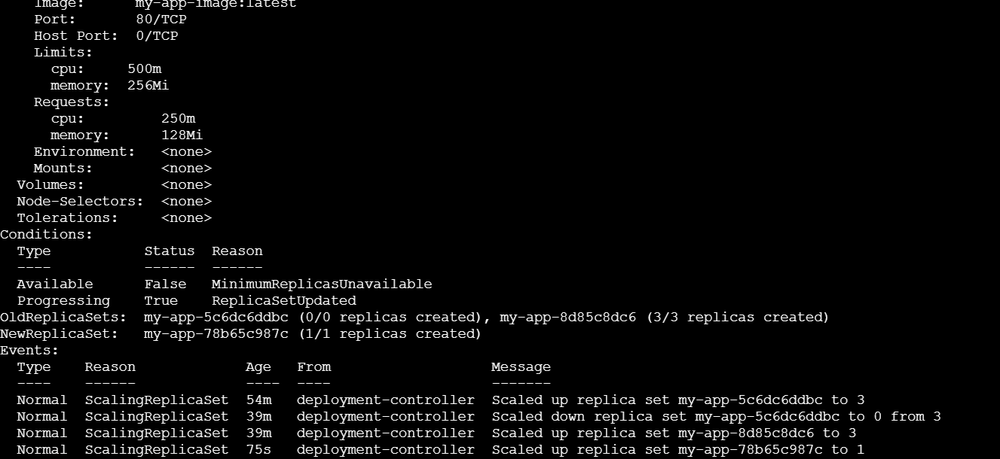 Image:      my-app-image:latest
    Port:       80/TCP
    Host Port:  0/TCP
    Limits:
      cpu:     500m
      memory:  256Mi
    Requests:
      cpu:         250m
      memory:      128Mi
    Environment:   <none>
    Mounts:        <none>
  Volumes:         <none>
  Node-Selectors:  <none>
  Tolerations:     <none>
Conditions:
  Type           Status  Reason
  ----           ------  ------
  Available      False   MinimumReplicasUnavailable
  Progressing    True    ReplicaSetUpdated
OldReplicaSets:  my-app-5c6dc6ddbc (0/0 replicas created), my-app-8d85c8dc6 (3/3 replicas created)
NewReplicaSet:   my-app-78b65c987c (1/1 replicas created)
Events:
  Type    Reason             Age   From                   Message
  ----    ------             ----  ----                   -------
  Normal  ScalingReplicaSet  54m   deployment-controller  Scaled up replica set my-app-5c6dc6ddbc to 3
  Normal  ScalingReplicaSet  39m   deployment-controller  Scaled down replica set my-app-5c6dc6ddbc to 0 from 3
  Normal  ScalingReplicaSet  39m   deployment-controller  Scaled up replica set my-app-8d85c8dc6 to 3
  Normal  ScalingReplicaSet  75s   deployment-controller  Scaled up replica set my-app-78b65c987c to 1